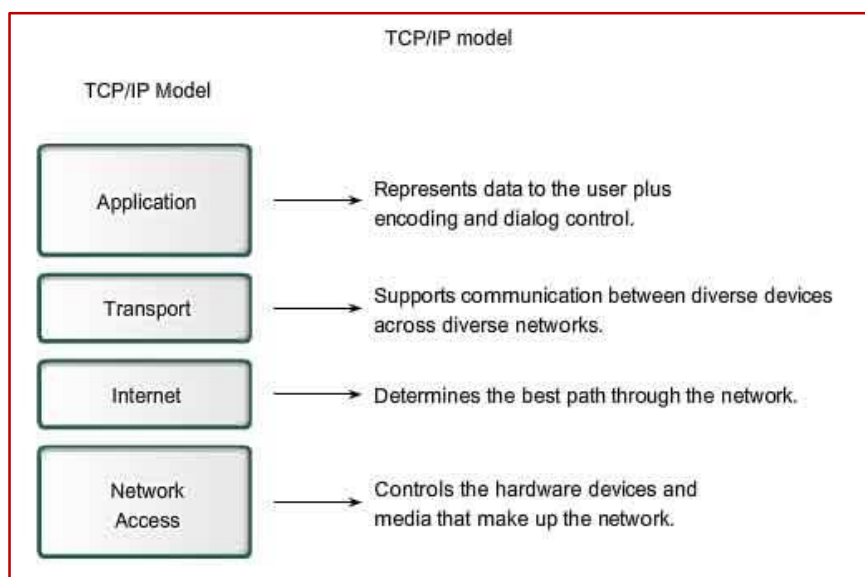 TCP/IP model
TCP/IP Model
Application
Represents data to the user plus
encoding and dialog control.
Transport
Supports communication between diverse devices
across diverse networks.
Internet
Determines the best path through the network.
Network
Access
Controls the hardware devices and
media that make up the network.